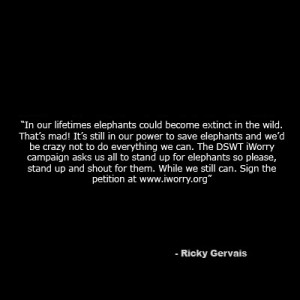 "In our lifetimes elephants could become extinct in the wild.
That's mad! It's still in our power to save elephants and we'd
be crazy not to do everything we can. The DSWT iWorry
campaign asks us all to stand up for elephants so please,
stand up and shout for them. While we still can. Sign the
petition at www.iworry.org"
- Ricky Gervais